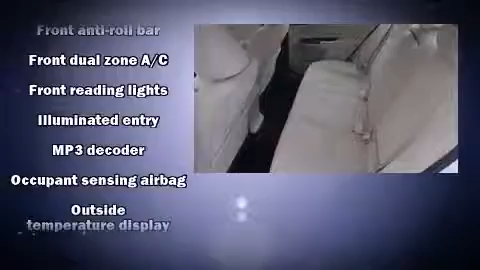 Front anti-roll bar
Front dual zone A/C
Front reading lights
Illuminated entry
MP3 decoder
Occupant sensing airbag
Outside
temperature display